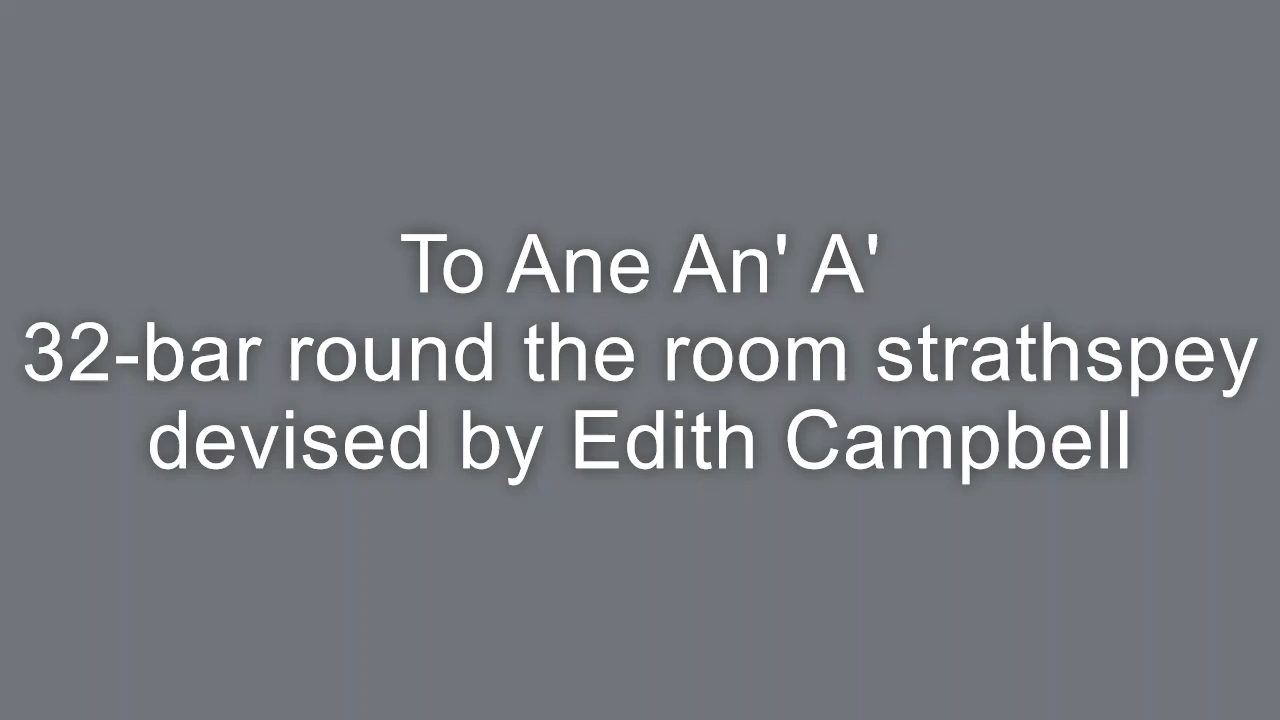 To Ane An' A'
32-bar round the room strathspey
devised by Edith Campbell